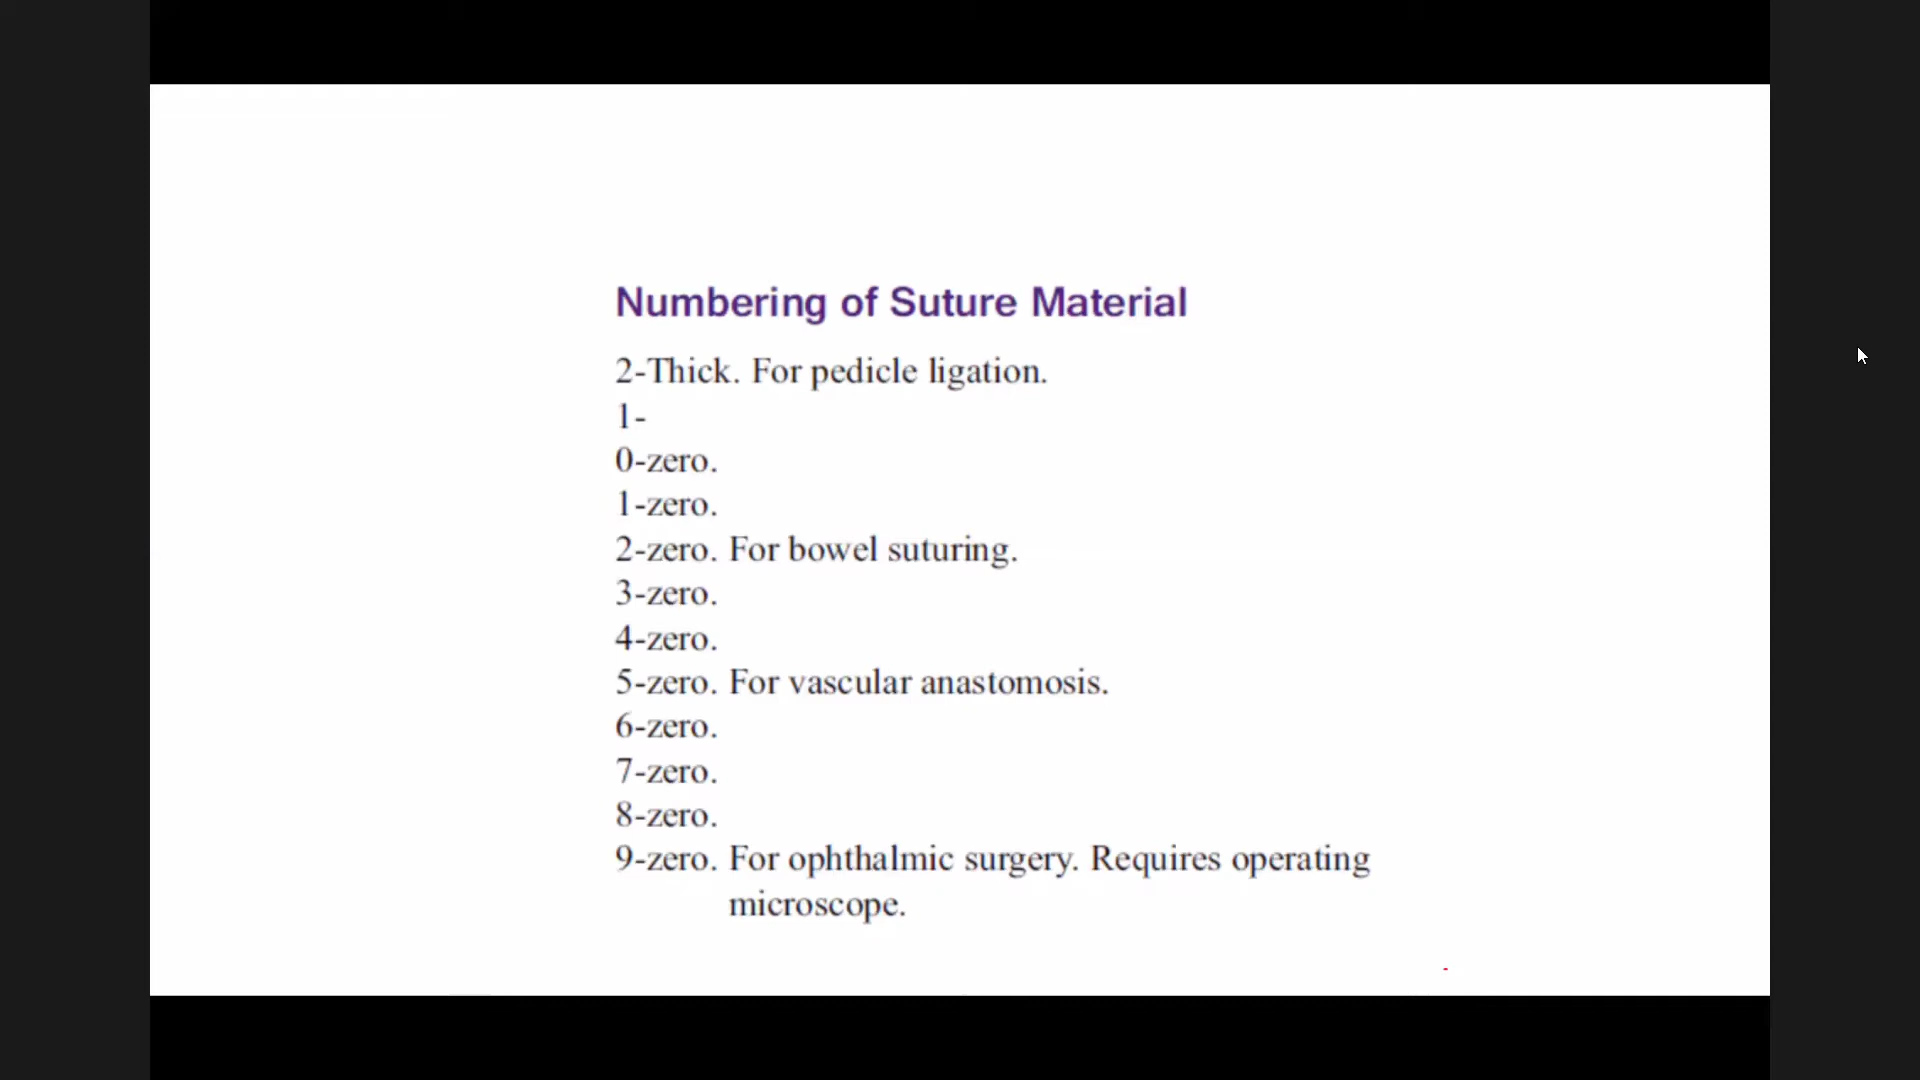 Numbering of Suture Material
2-Thick. For pedicle ligation.
1-
0-zero.
1-zero.
2-zero. For bowel suturing.
3-zero.
4-zero.
5-zero. For vascular anastomosis.
6-zero.
7-zero.
8-zero.
9-zero. For ophthalmic surgery. Requires operating
microscope.